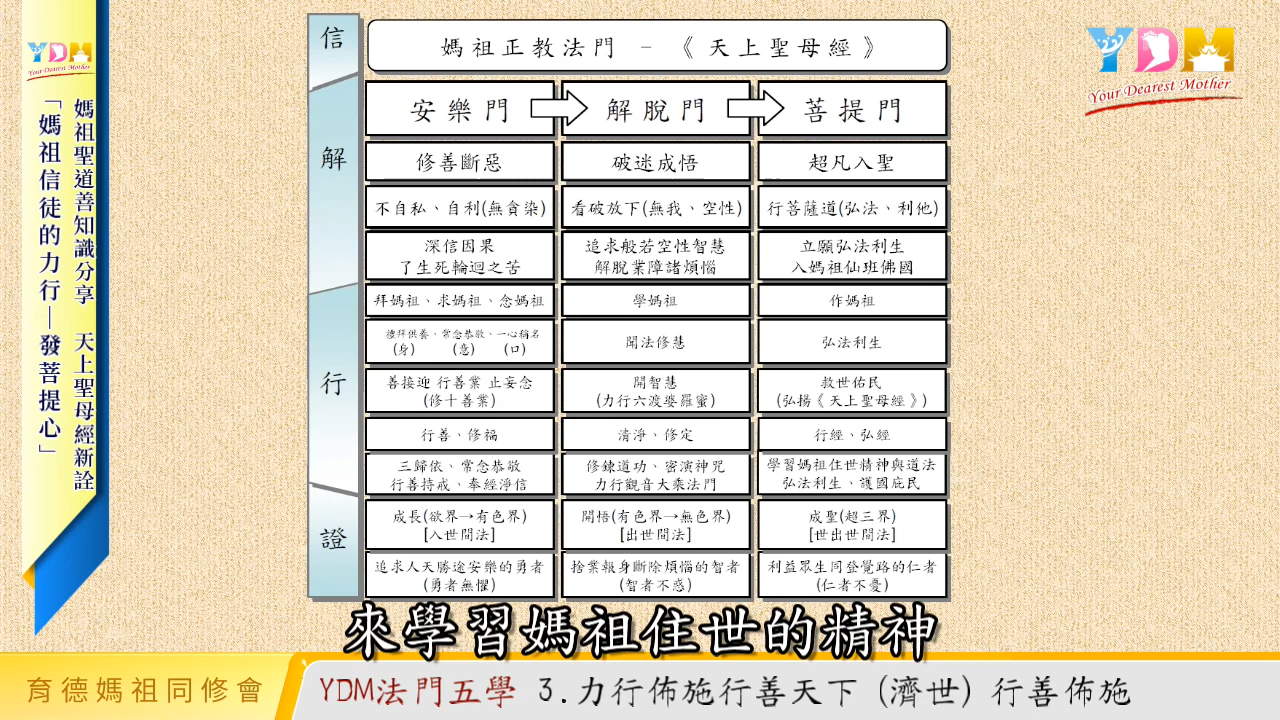 YDM
Your Dearest Mother
媽祖聖道善知識分享 天上聖母經新詮
「媽祖信徒的力行─發菩提心」
信
解
行
證
媽祖正教法門 – 《天上聖母經》
安樂門
解脫門
菩提門
修善斷惡
破迷成悟
超凡入聖
不自私、自利(無貪染)
看破放下(無我、空性)
行菩薩道(弘法、利他)
深信因果
了生死輪迴之苦
追求般若空性智慧
解脫業障諸煩惱
立願弘法利生
入媽祖仙班佛國
拜媽祖、求媽祖、念媽祖
學媽祖
作媽祖
禮拜供養、常念恭敬、一心稱名
(身) (意) (口)
聞法修慧
弘法利生
善接迎 行善業 止妄念
(修十善業)
開智慧
(力行六渡婆羅蜜)
救世佑民
(弘揚《天上聖母經》)
行善、修福
清淨、修定
行經、弘經
三歸依、常念恭敬
行善持戒、奉經淨信
修鍊道功、密演神咒
力行觀音大乘法門
學習媽祖住世精神與道法
弘法利生、護國庇民
成長(欲界→有色界)
[入世間法]
開悟(有色界→無色界)
[出世間法]
成聖(超三界)
[世出世間法]
追求人天勝途安樂的勇者
(勇者無懼)
捨業報身斷除煩惱的智者
(智者不惑)
利益眾生同登覺路的仁者
(仁者不憂)
YDM
Your Dearest Mother
來學習媽祖住世的精神
育德媽祖同修會
YDM法門五學 3.力行佈施行善天下 (濟世) 行善佈施